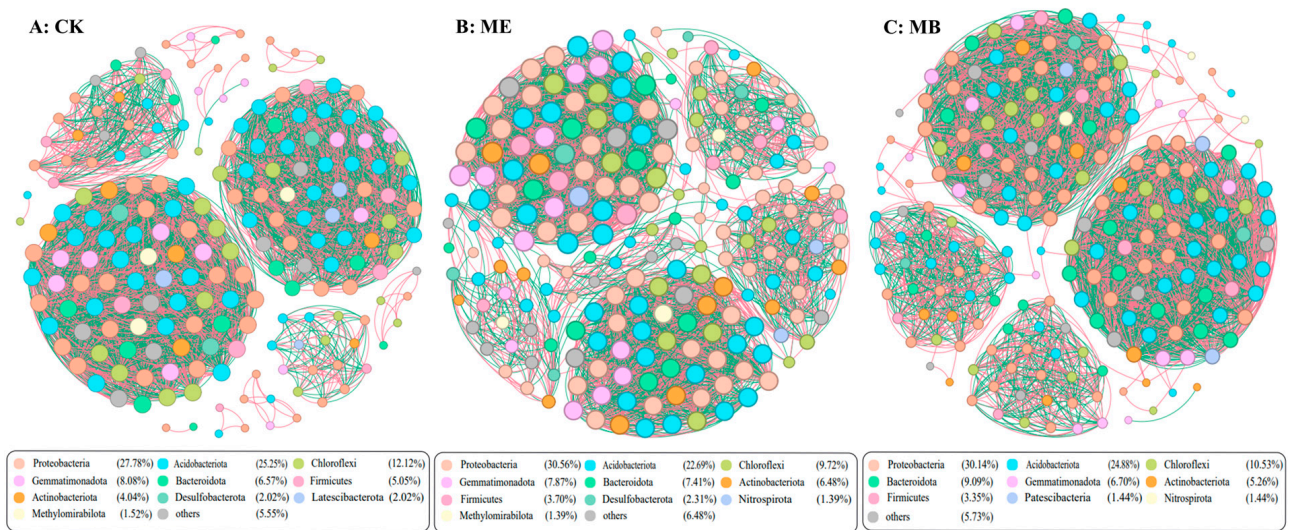 A: CK
B: ME
C: MB
Proteobacteria (27.78%) Acidobacteriota (25.25%) Chloroflexi (12.12%)
Gemmatimonadota (8.08%) Bacteroidota (6.57%) Firmicutes (5.05%)
Actinobacteriota (4.04%) Desulfobacterota (2.02%) Latescibacterota (2.02%)
Methylomirabilota (1.52%) others (5.55%)
Proteobacteria (30.56%) Acidobacteriota (22.69%) Chloroflexi (9.72%)
Gemmatimonadota (7.87%) Bacteroidota (7.41%) Actinobacteriota (6.48%)
Firmicutes (3.70%) Desulfobacterota (2.31%) Nitrospirota (1.39%)
Methylomirabilota (1.39%) others (6.48%)
Proteobacteria (30.14%) Acidobacteriota (24.88%) Chloroflexi (10.53%)
Bacteroidota (9.09%) Gemmatimonadota (6.70%) Actinobacteriota (5.26%)
Firmicutes (3.35%) Patescibacteria (1.44%) Nitrospirota (1.44%)
others (5.73%)